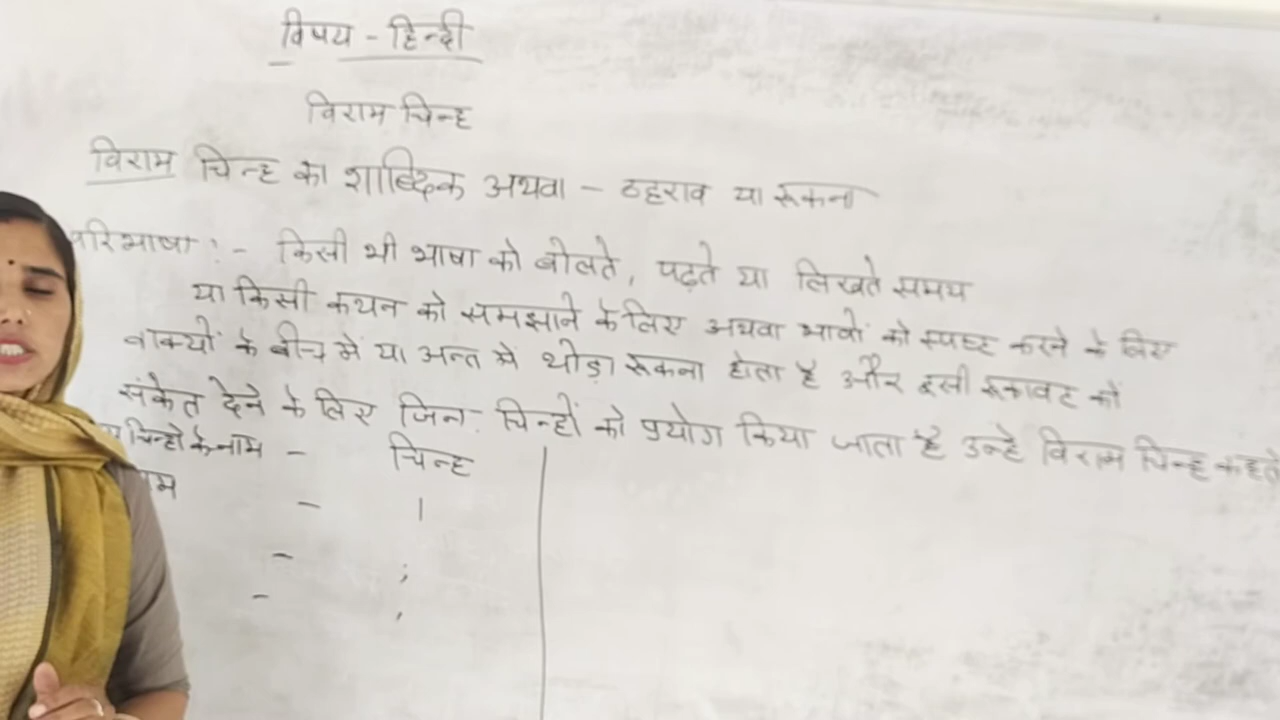 विषय - हिन्दी
विराम चिन्ह
विराम चिन्ह का शाब्दिक अथवा - ठहराव या रूकना
परिभाषा :- किसी भी भाषा को बोलते, पढ़ते या लिखते समय
या किसी कथन को समझाने के लिए अथवा भावों को स्पष्ट करने के लिए
वाक्यों के बीच में या अन्त में थोड़ा रूकना होता है और इसी रूकावट को
संकेत देने के लिए जिन चिन्हों को प्रयोग किया जाता है उन्हे विराम चिन्ह कहते
चिन्हो के नाम - चिन्ह
- ।
- ;
- ,